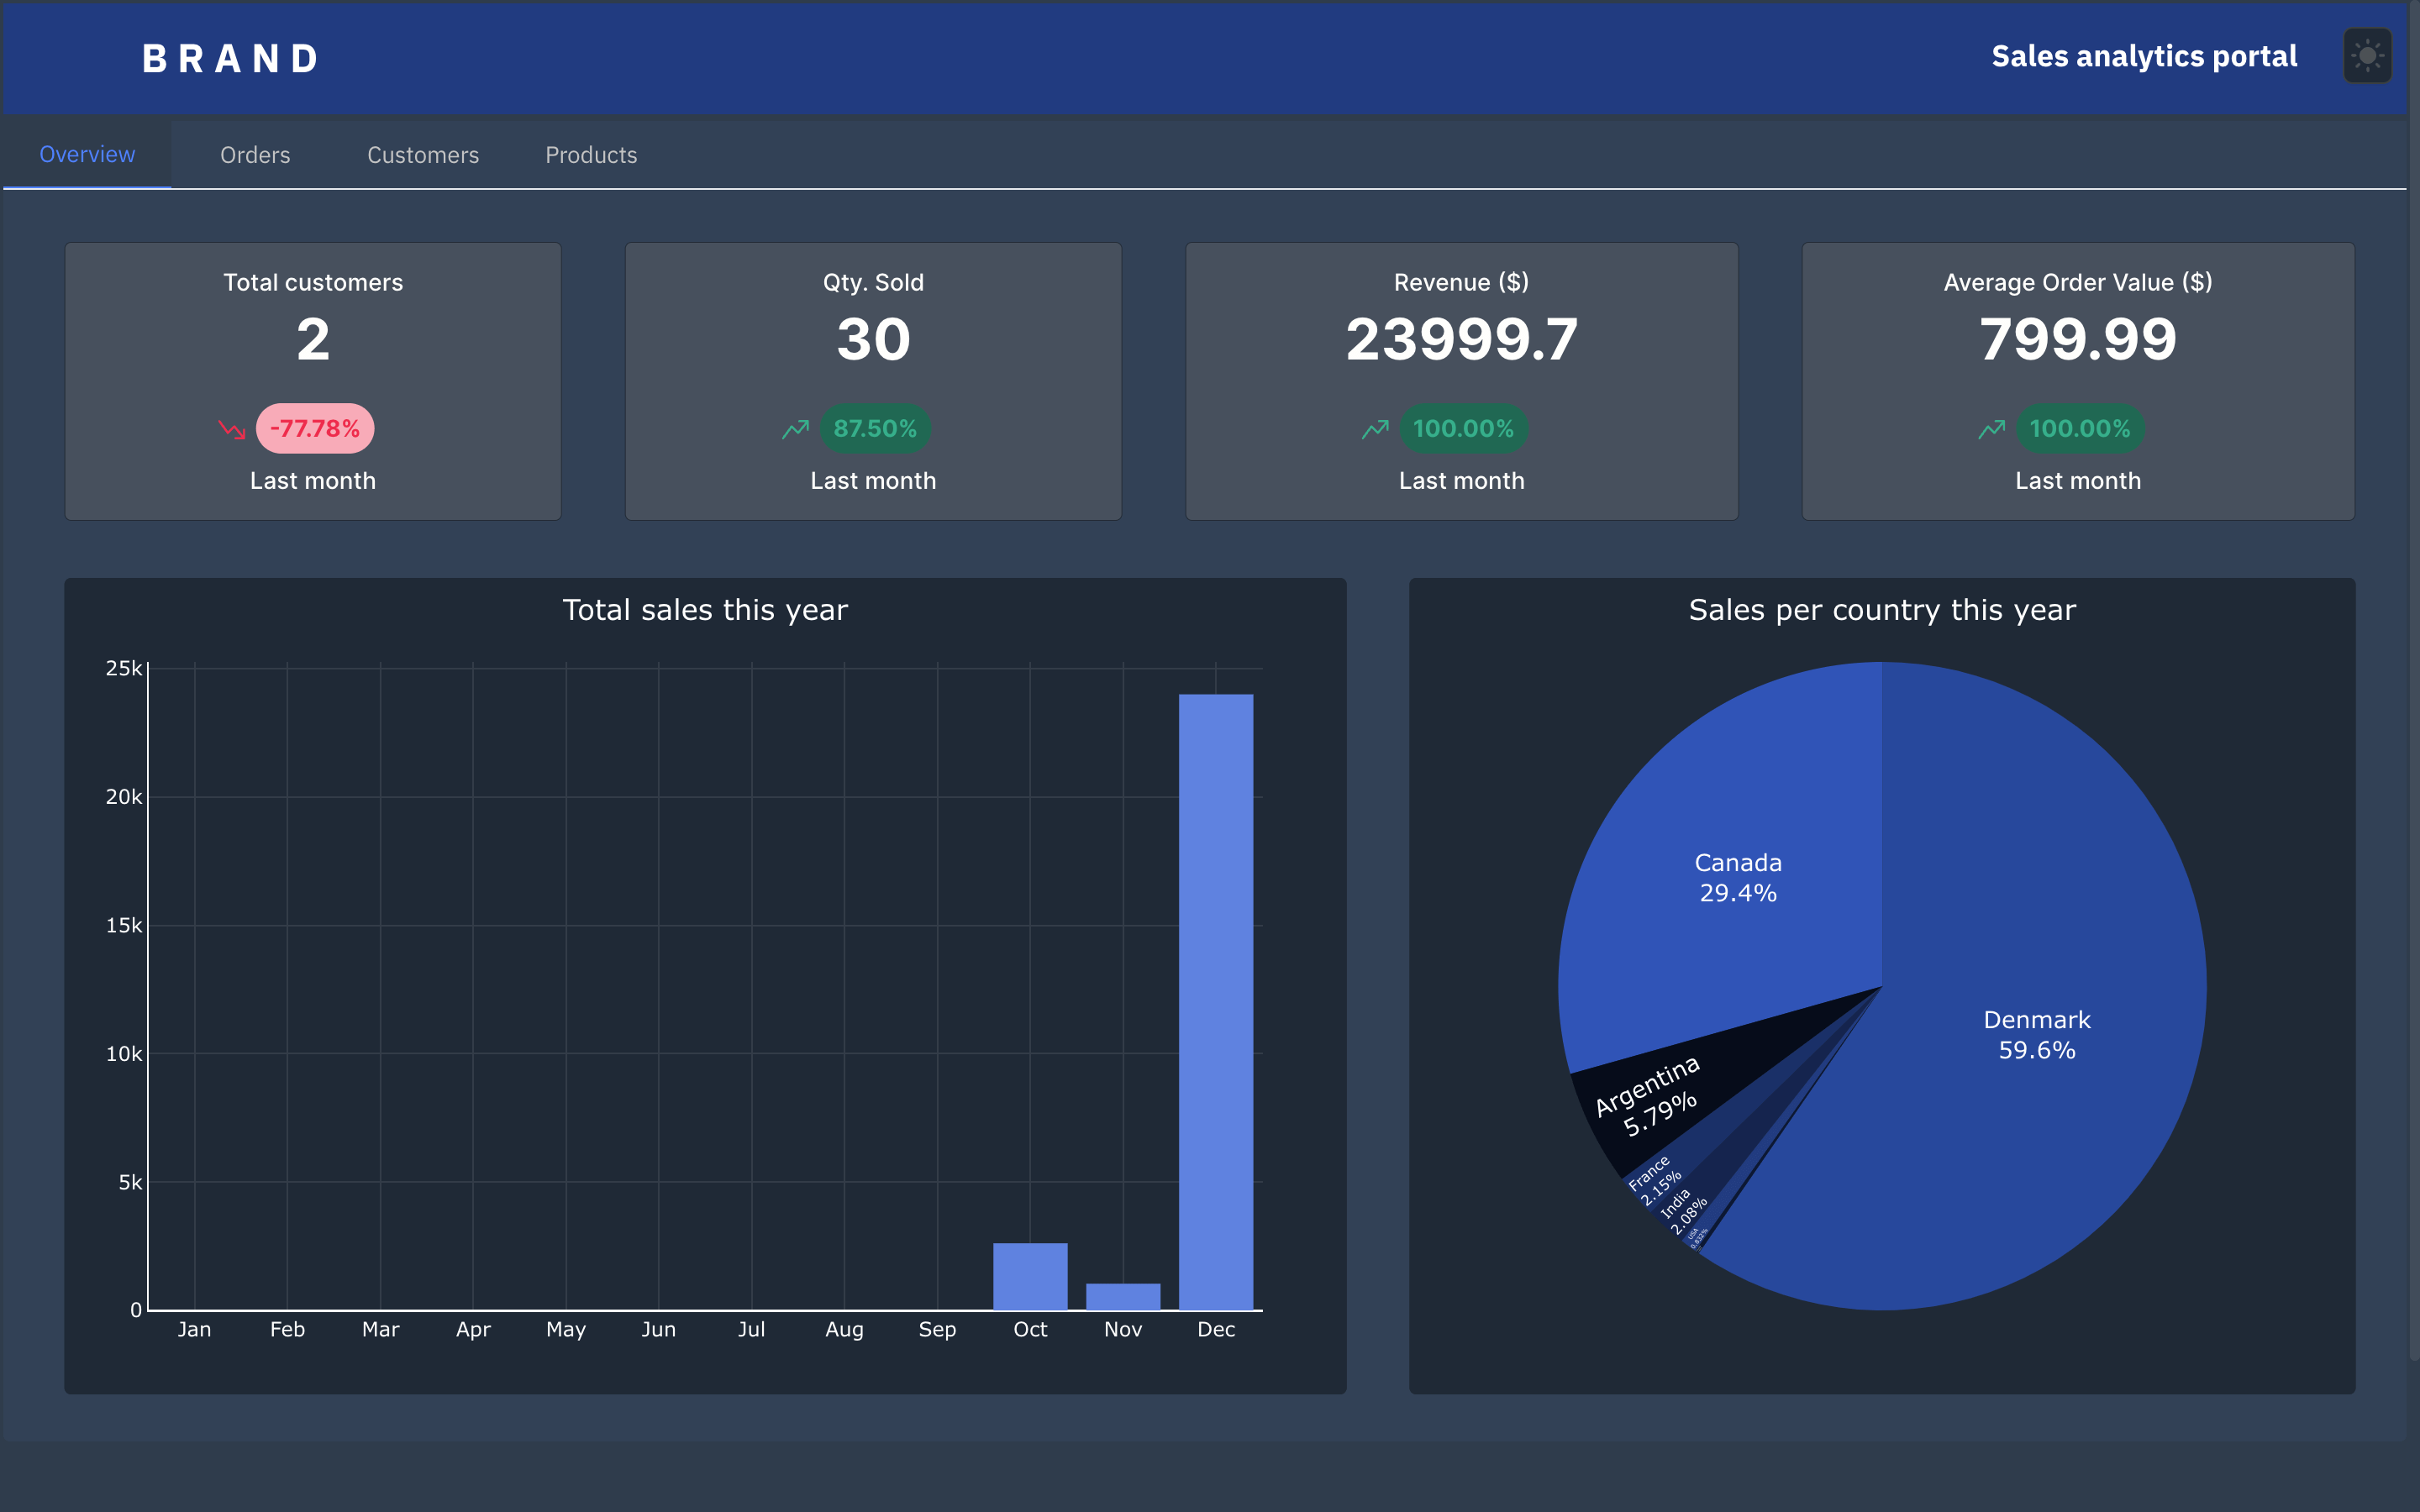 BRAND
Sales analytics portal
Overview
Orders
Customers
Products
Total customers
2
-77.78%
Last month
Qty. Sold
30
87.50%
Last month
Revenue ($)
23999.7
100.00%
Last month
Average Order Value ($)
799.99
100.00%
Last month
Total sales this year
25k
20k
15k
10k
5k
0
Jan
Feb
Mar
Apr
May
Jun
Jul
Aug
Sep
Oct
Nov
Dec
Sales per country this year
Canada
29.4%
Denmark
59.6%
Argentina
5.79%
France
2.15%
India
2.08%
USA